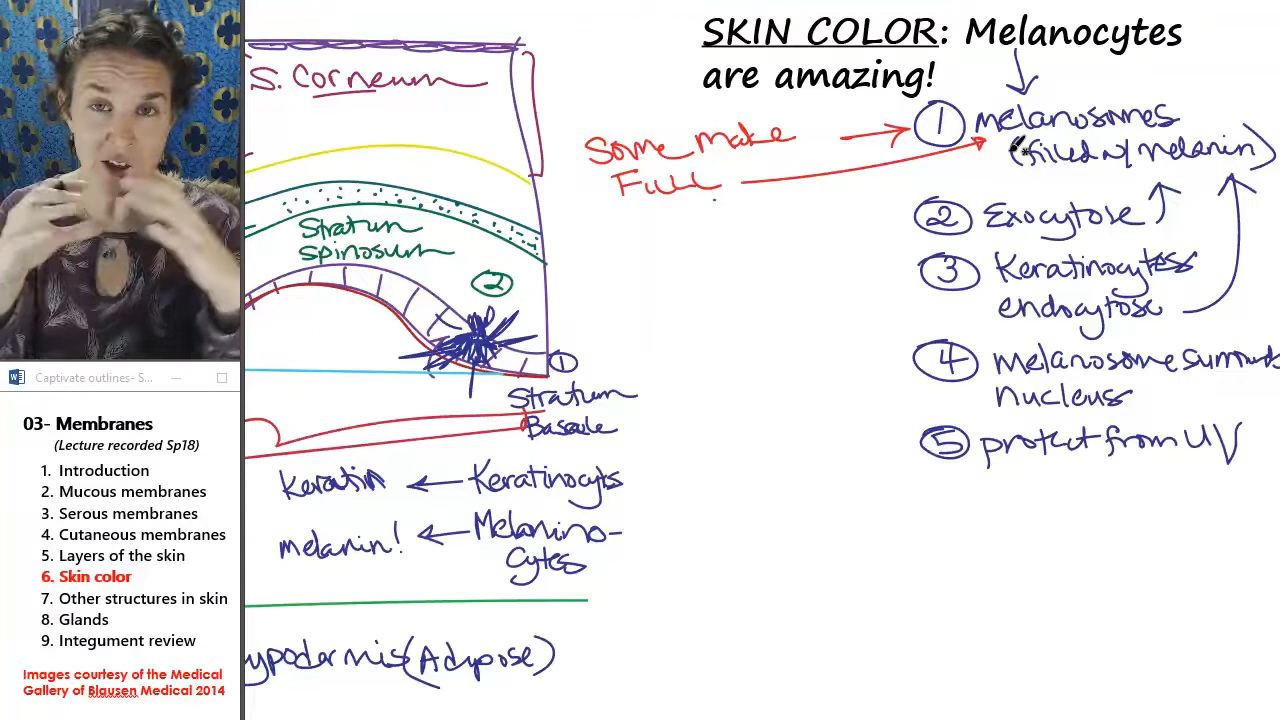 SKIN COLOR: Melanocytes
are amazing!
① melanosomes
(filled w/ melanin)
Some make
Full
② Exocytose ↑
③ Keratinocytes
endocytose
④ melanosome surrounds
nucleus
⑤ protect from UV
S. Corneum
Stratum
spinosum
②
①
Stratum
Basale
Keratin ← Keratinocyts
melanin! ← Melanino-
cytes
ypodermis (Adipose)
Captivate outlines- S...
03- Membranes
(Lecture recorded Sp18)
1. Introduction
2. Mucous membranes
3. Serous membranes
4. Cutaneous membranes
5. Layers of the skin
6. Skin color
7. Other structures in skin
8. Glands
9. Integument review
Images courtesy of the Medical
Gallery of Blausen Medical 2014